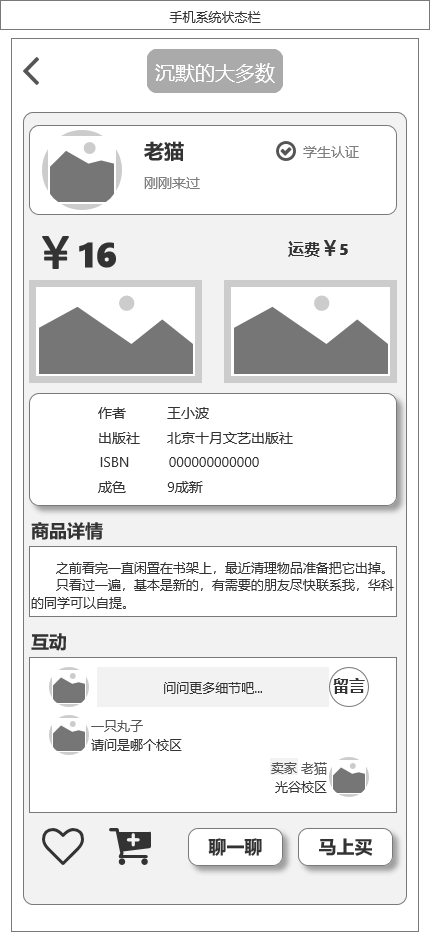 手机系统状态栏
沉默的大多数
老猫
学生认证
刚刚来过
￥16
运费￥5
作者 王小波
出版社 北京十月文艺出版社
ISBN 000000000000
成色 9成新
商品详情
之前看完一直闲置在书架上，最近清理物品准备把它出掉。
只看过一遍，基本是新的，有需要的朋友尽快联系我，华科
的同学可以自提。
互动
问问更多细节吧...
留言
一只丸子
请问是哪个校区
卖家 老猫
光谷校区
聊一聊
马上买